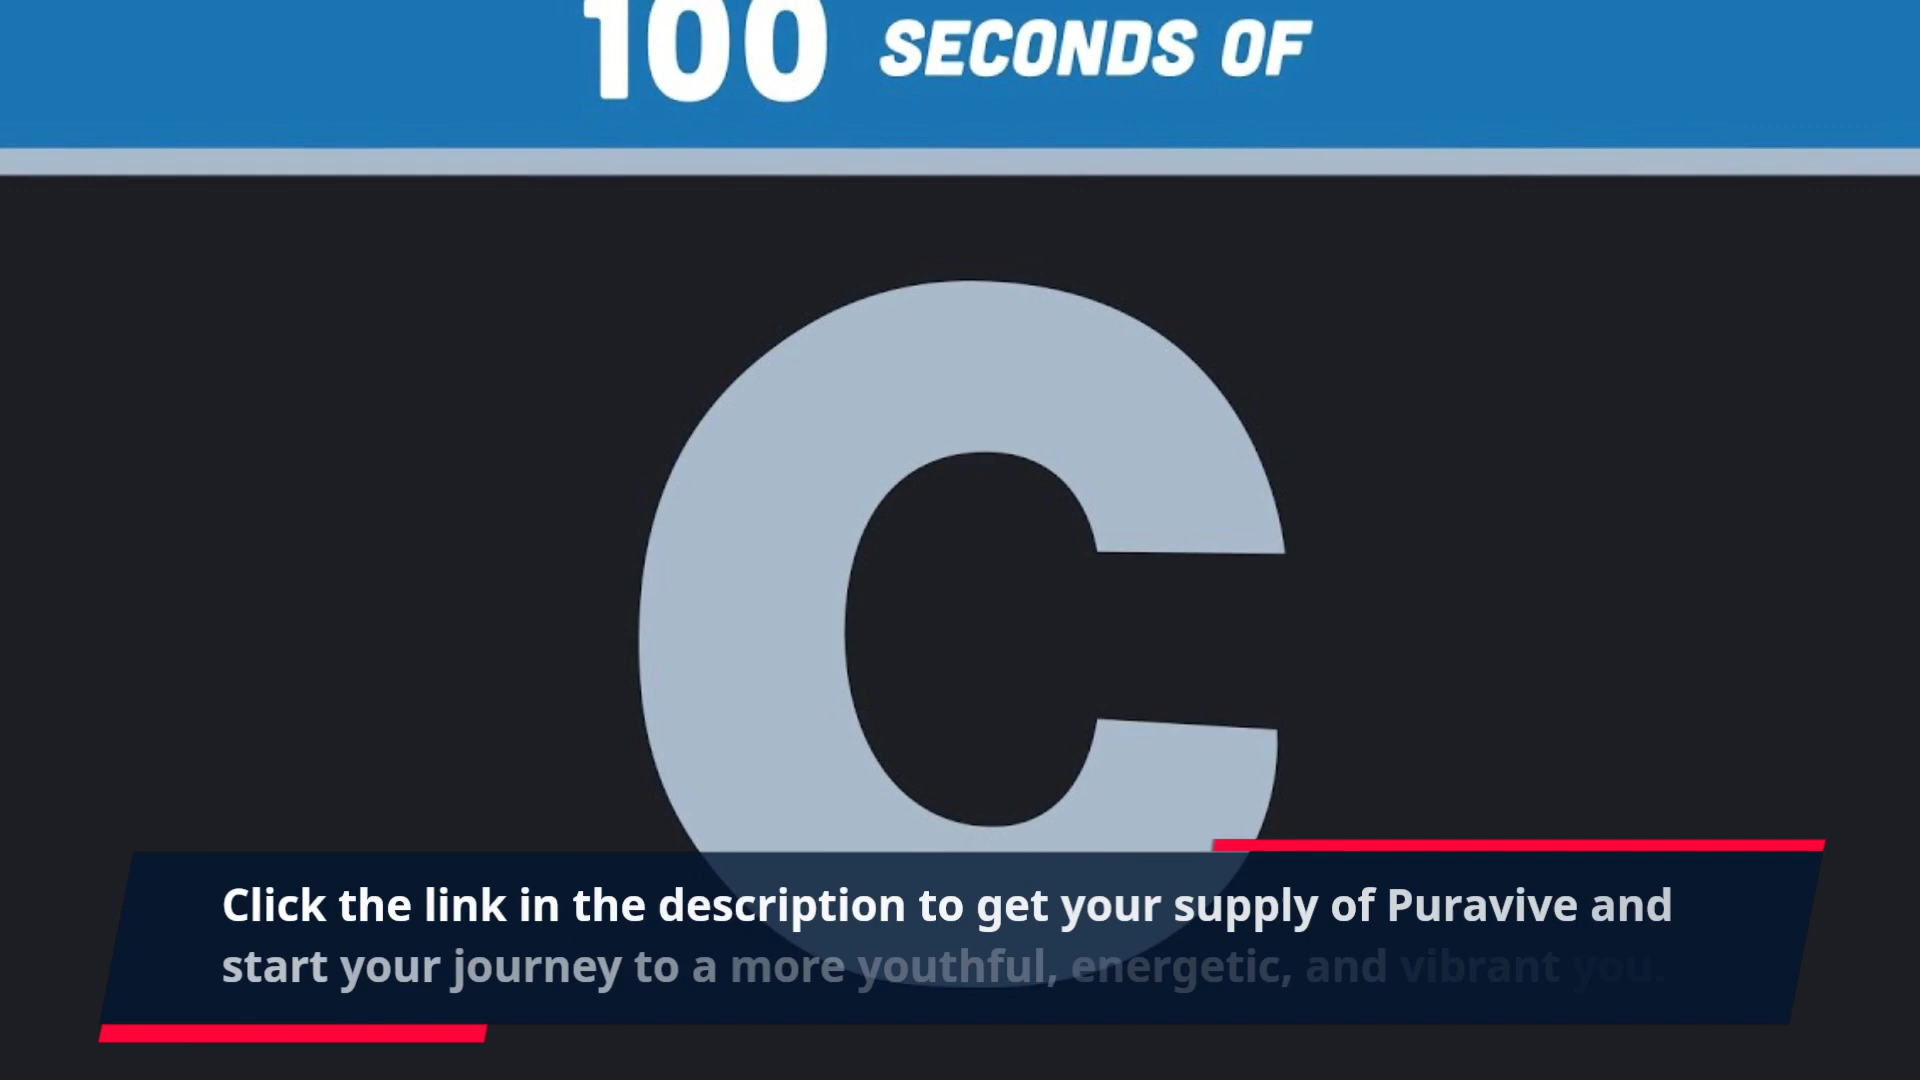 100 SECONDS OF
C
Click the link in the description to get your supply of Puravive and
start your journey to a more youthful, energetic, and vibrant you.